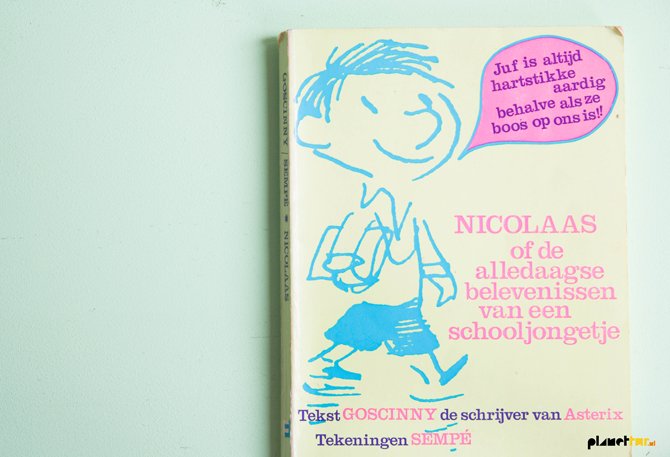 GOSCINNY / SEMPÉ * NICOLAAS
Juf is altijd
hartstikke
aardig
behalve als ze
boos op ons is!!
NICOLAAS
of de
alledaagse
belevenissen
van een
schooljongetje
Tekst GOSCINNY de schrijver van Asterix
Tekeningen SEMPÉ
planetfur.nl